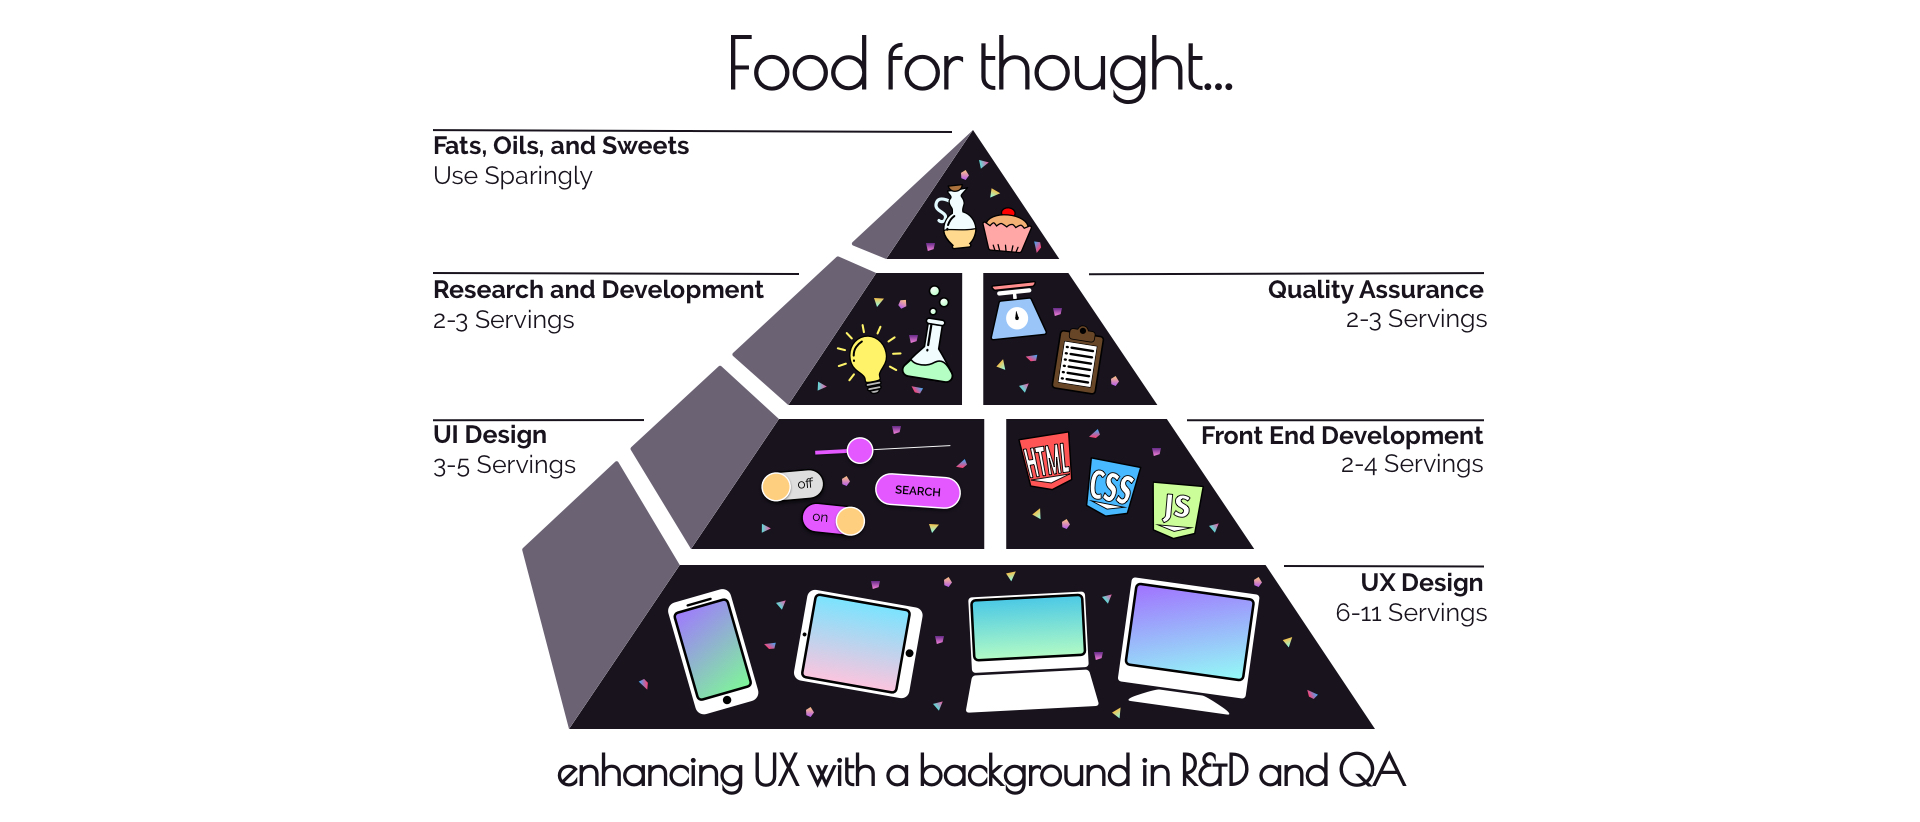 Food for thought...
Fats, Oils, and Sweets
Use Sparingly
Research and Development
2-3 Servings
Quality Assurance
2-3 Servings
UI Design
3-5 Servings
off
on
SEARCH
HTML
CSS
JS
Front End Development
2-4 Servings
UX Design
6-11 Servings
enhancing UX with a background in R&D and QA